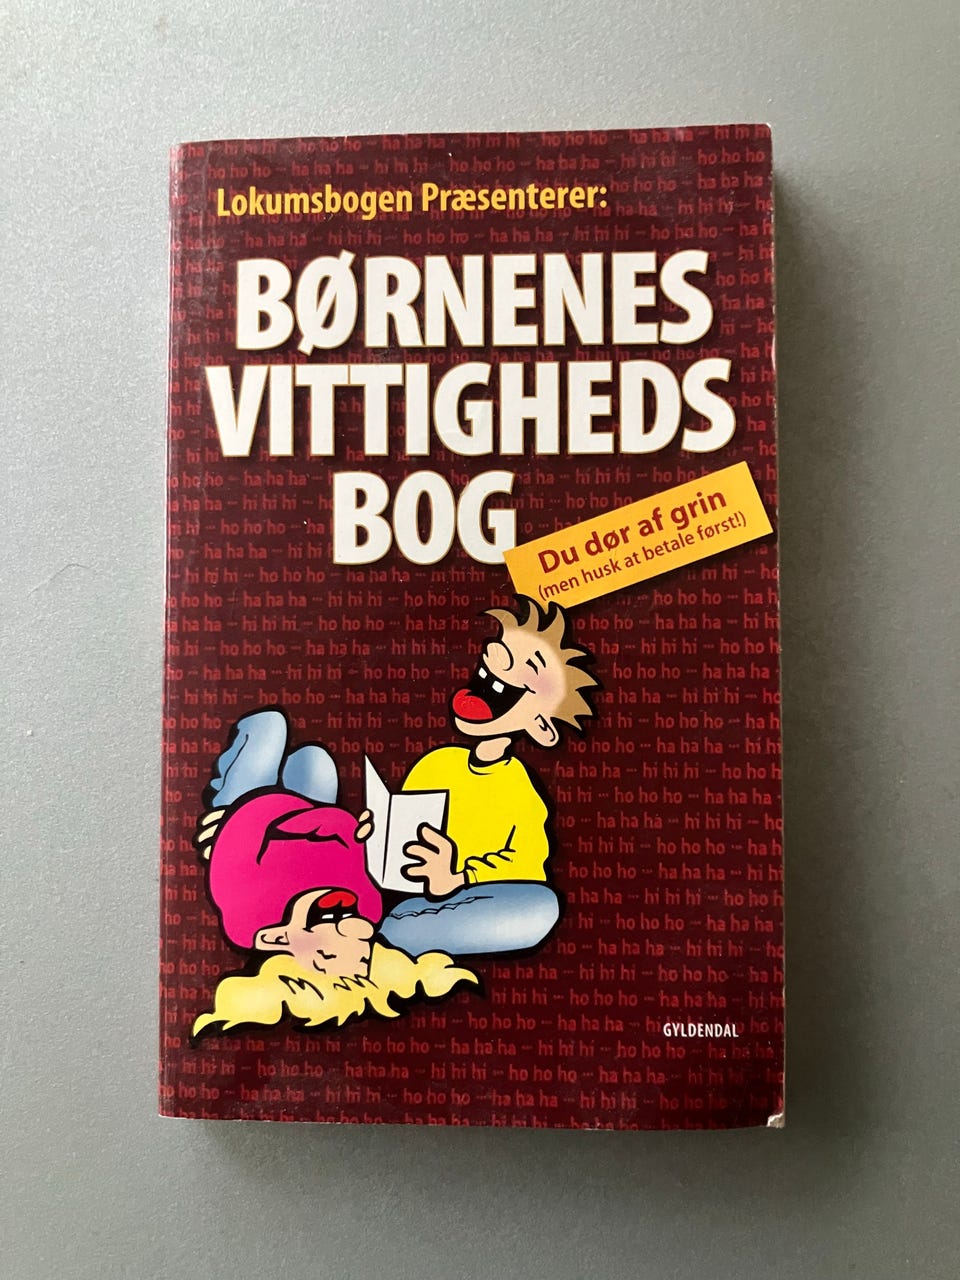 Lokumsbogen Præsenterer:
BØRNENES
VITTIGHEDS
BOG
Du dør af grin
(men husk at betale først!)
GYLDENDAL